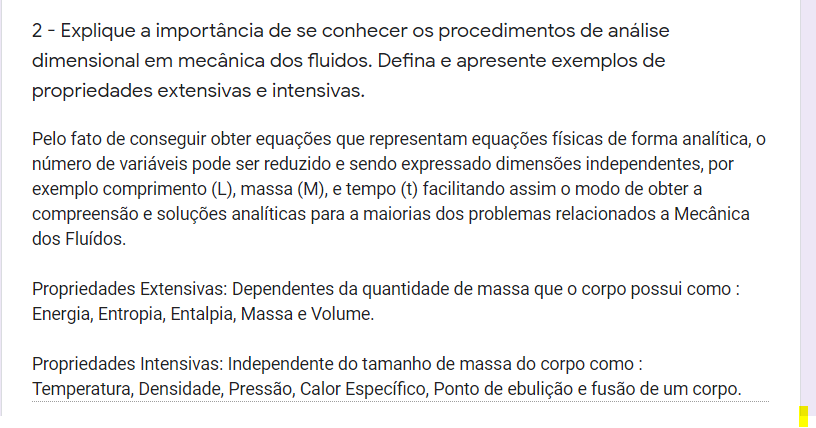 2 - Explique a importância de se conhecer os procedimentos de análise
dimensional em mecânica dos fluidos. Defina e apresente exemplos de
propriedades extensivas e intensivas.
Pelo fato de conseguir obter equações que representam equações físicas de forma analítica, o
número de variáveis pode ser reduzido e sendo expressado dimensões independentes, por
exemplo comprimento (L), massa (M), e tempo (t) facilitando assim o modo de obter a
compreensão e soluções analíticas para a maiorias dos problemas relacionados a Mecânica
dos Fluídos.
Propriedades Extensivas: Dependentes da quantidade de massa que o corpo possui como :
Energia, Entropia, Entalpia, Massa e Volume.
Propriedades Intensivas: Independente do tamanho de massa do corpo como :
Temperatura, Densidade, Pressão, Calor Específico, Ponto de ebulição e fusão de um corpo.